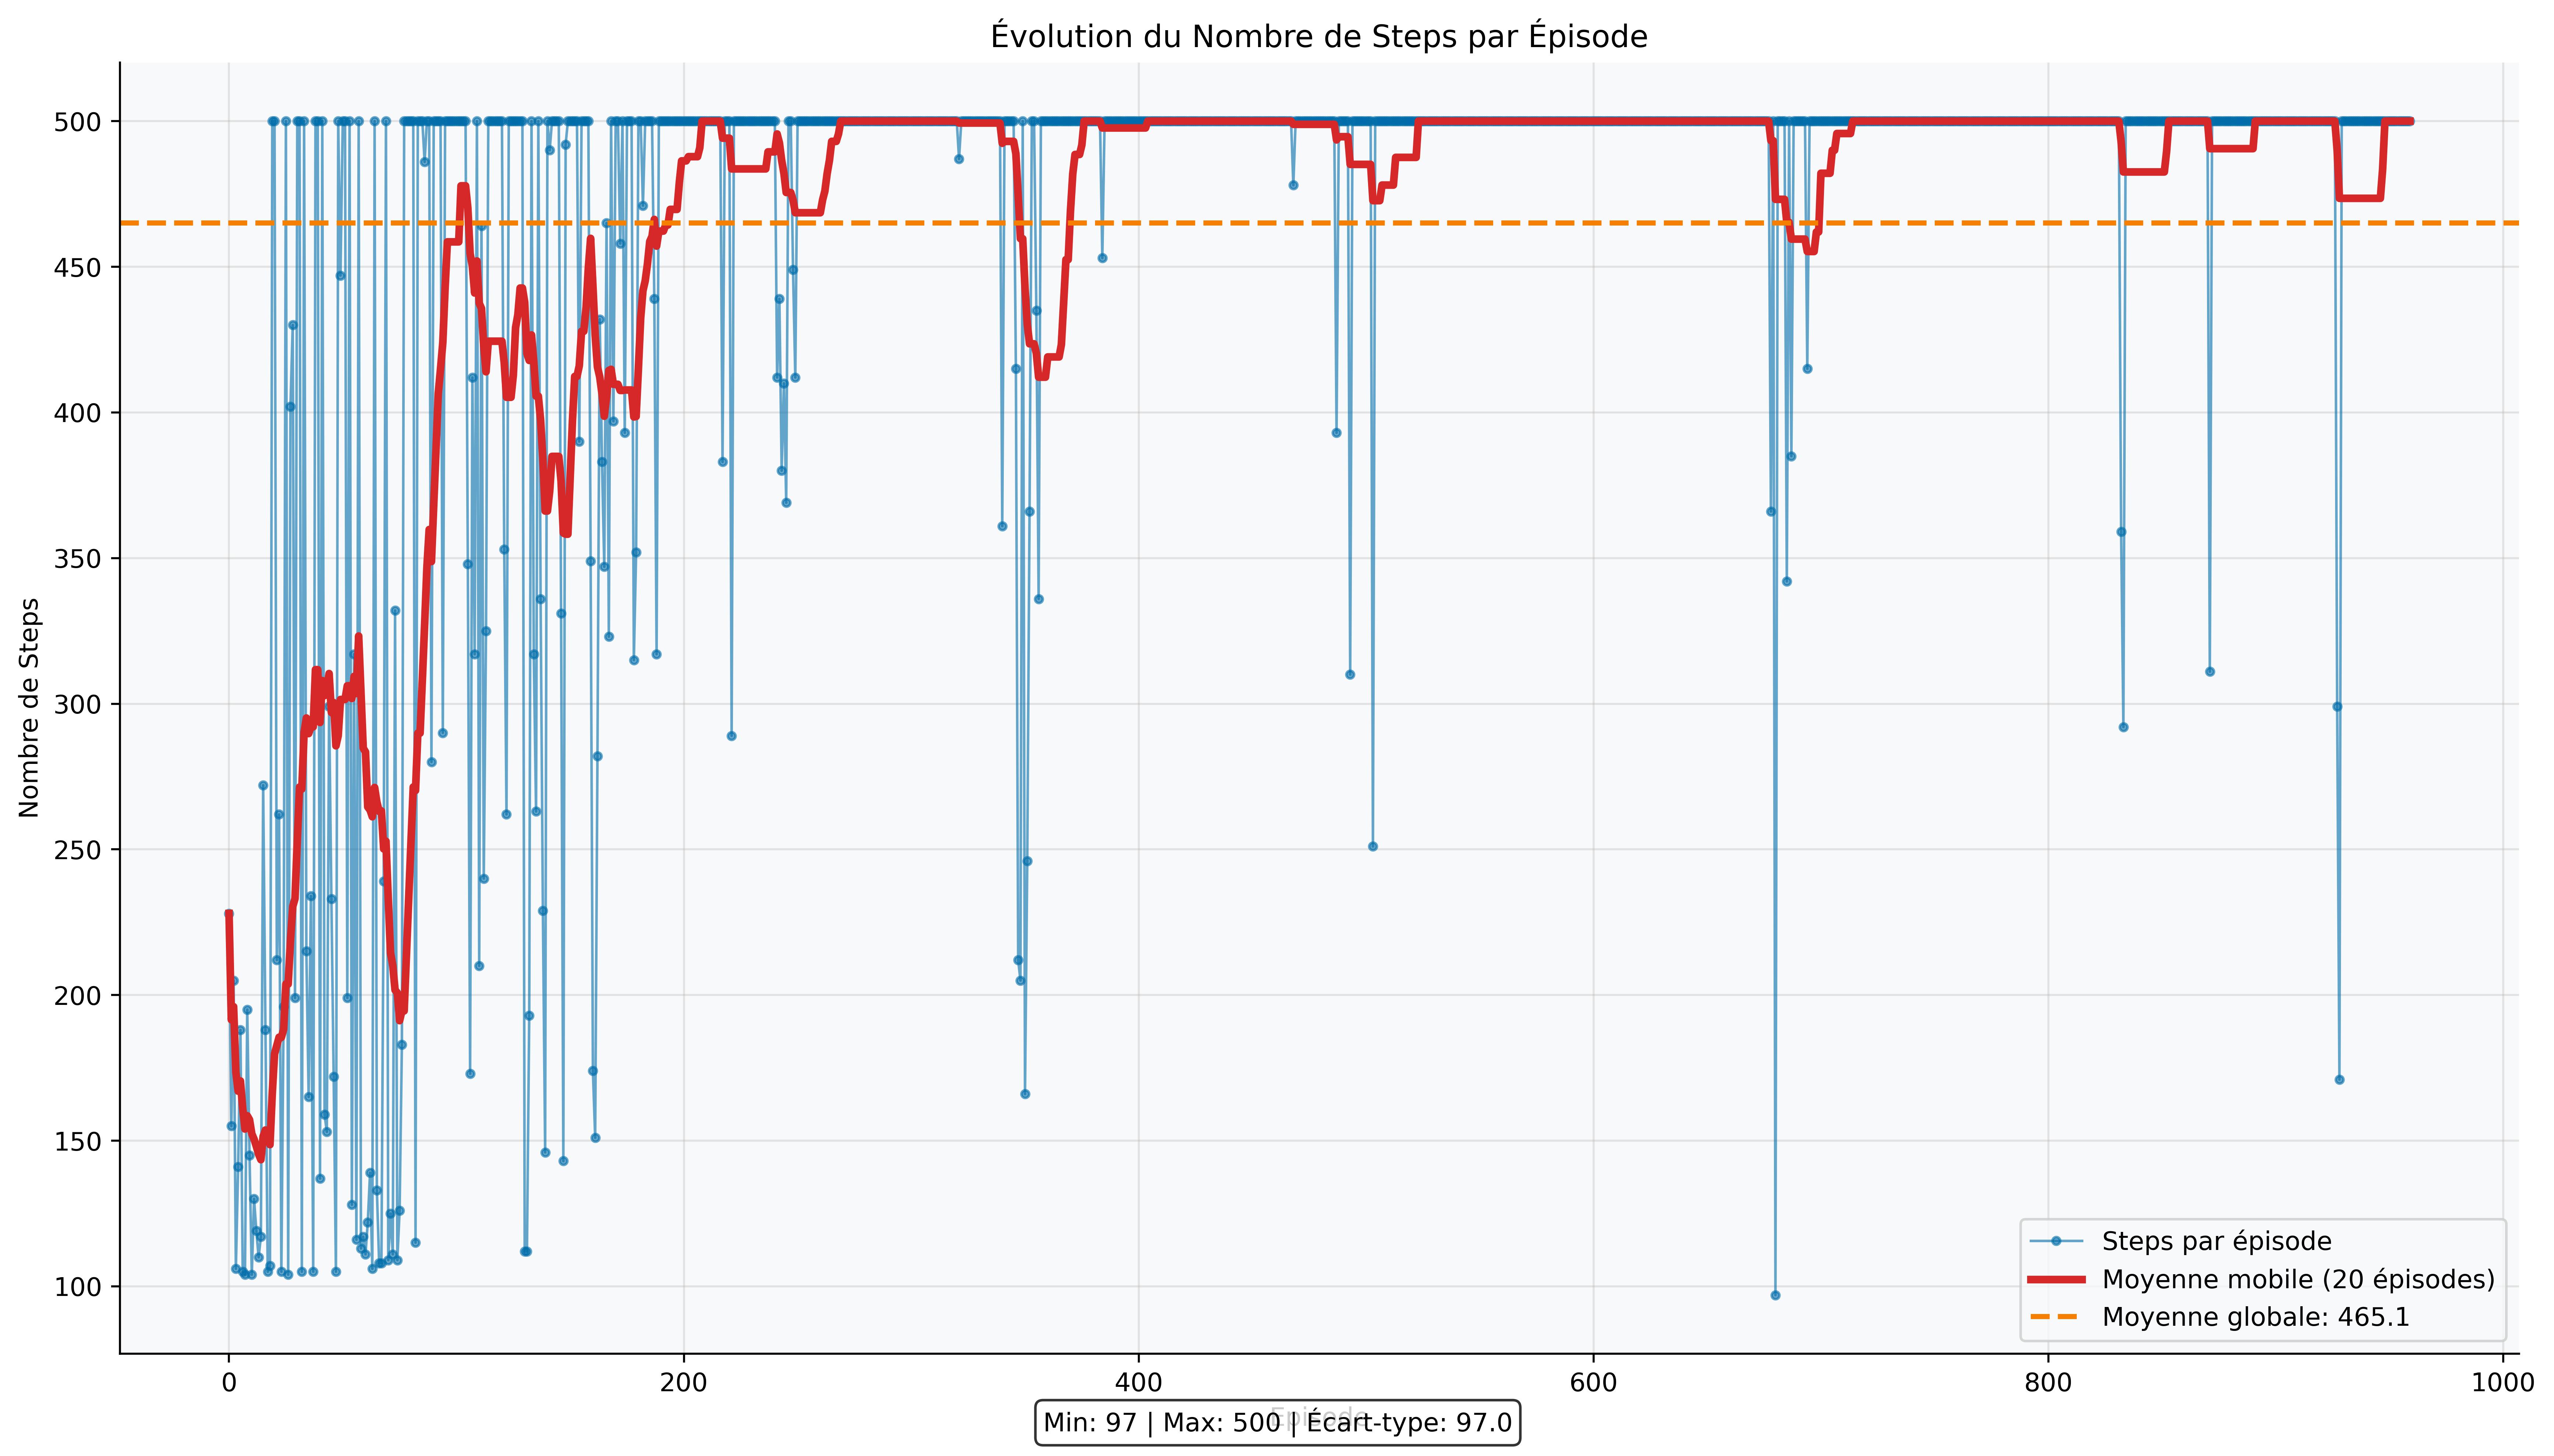 Évolution du Nombre de Steps par Épisode
Nombre de Steps
500
450
400
350
300
250
200
150
100
0
200
400
600
800
1000
Steps par épisode
Moyenne mobile (20 épisodes)
Moyenne globale: 465.1
Épisode
Min: 97 | Max: 500 | Écart-type: 97.0